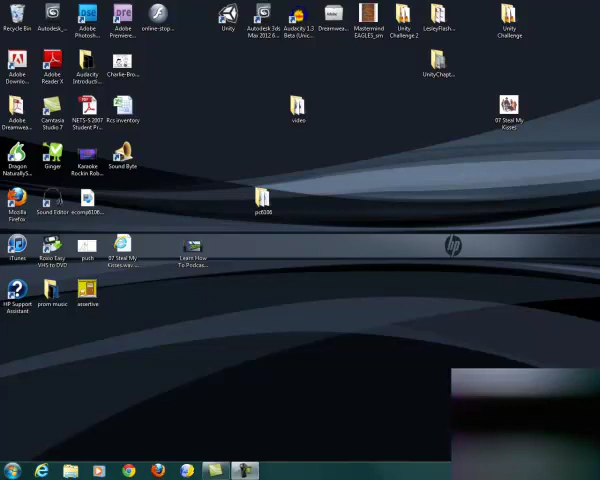 Recycle Bin
Autodesk_...
Adobe Photosh...
Adobe Premiere...
online-stop...
Unity
Autodesk 3ds Max 2012 6...
Audacity 1.3 Beta (Unic...
Dreamwea...
Mastermind EAGLES_sm
Unity Challenge 2
LesleyFlash...
Unity Challenge
Adobe Downlo...
Adobe Reader X
Audacity Introducti...
Charlie-Bro...
UnityChapt...
Adobe Dreamwea...
Camtasia Studio 7
NETS-S 2007 Student Pr...
Rcs inventory
video
07 Steal My Kisses
Dragon NaturallyS...
Ginger
Karaoke Rockin Rob...
Sound Byte
Mozilla Firefox
Sound Editor
ecomp6106...
pc6106
iTunes
Roxio Easy VHS to DVD
push
07 Steal My Kisses.wav...
Learn How To Podcas...
hp
HP Support Assistant
prom music
assertive